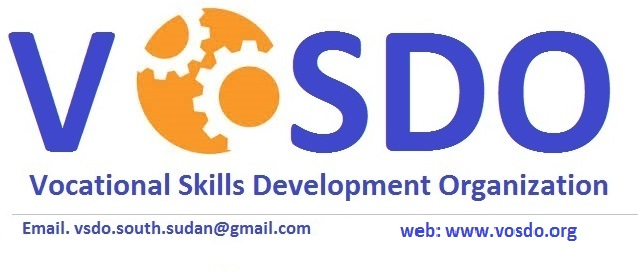 VOSDO
Vocational Skills Development Organization
Email. vsdo.south.sudan@gmail.com web: www.vosdo.org